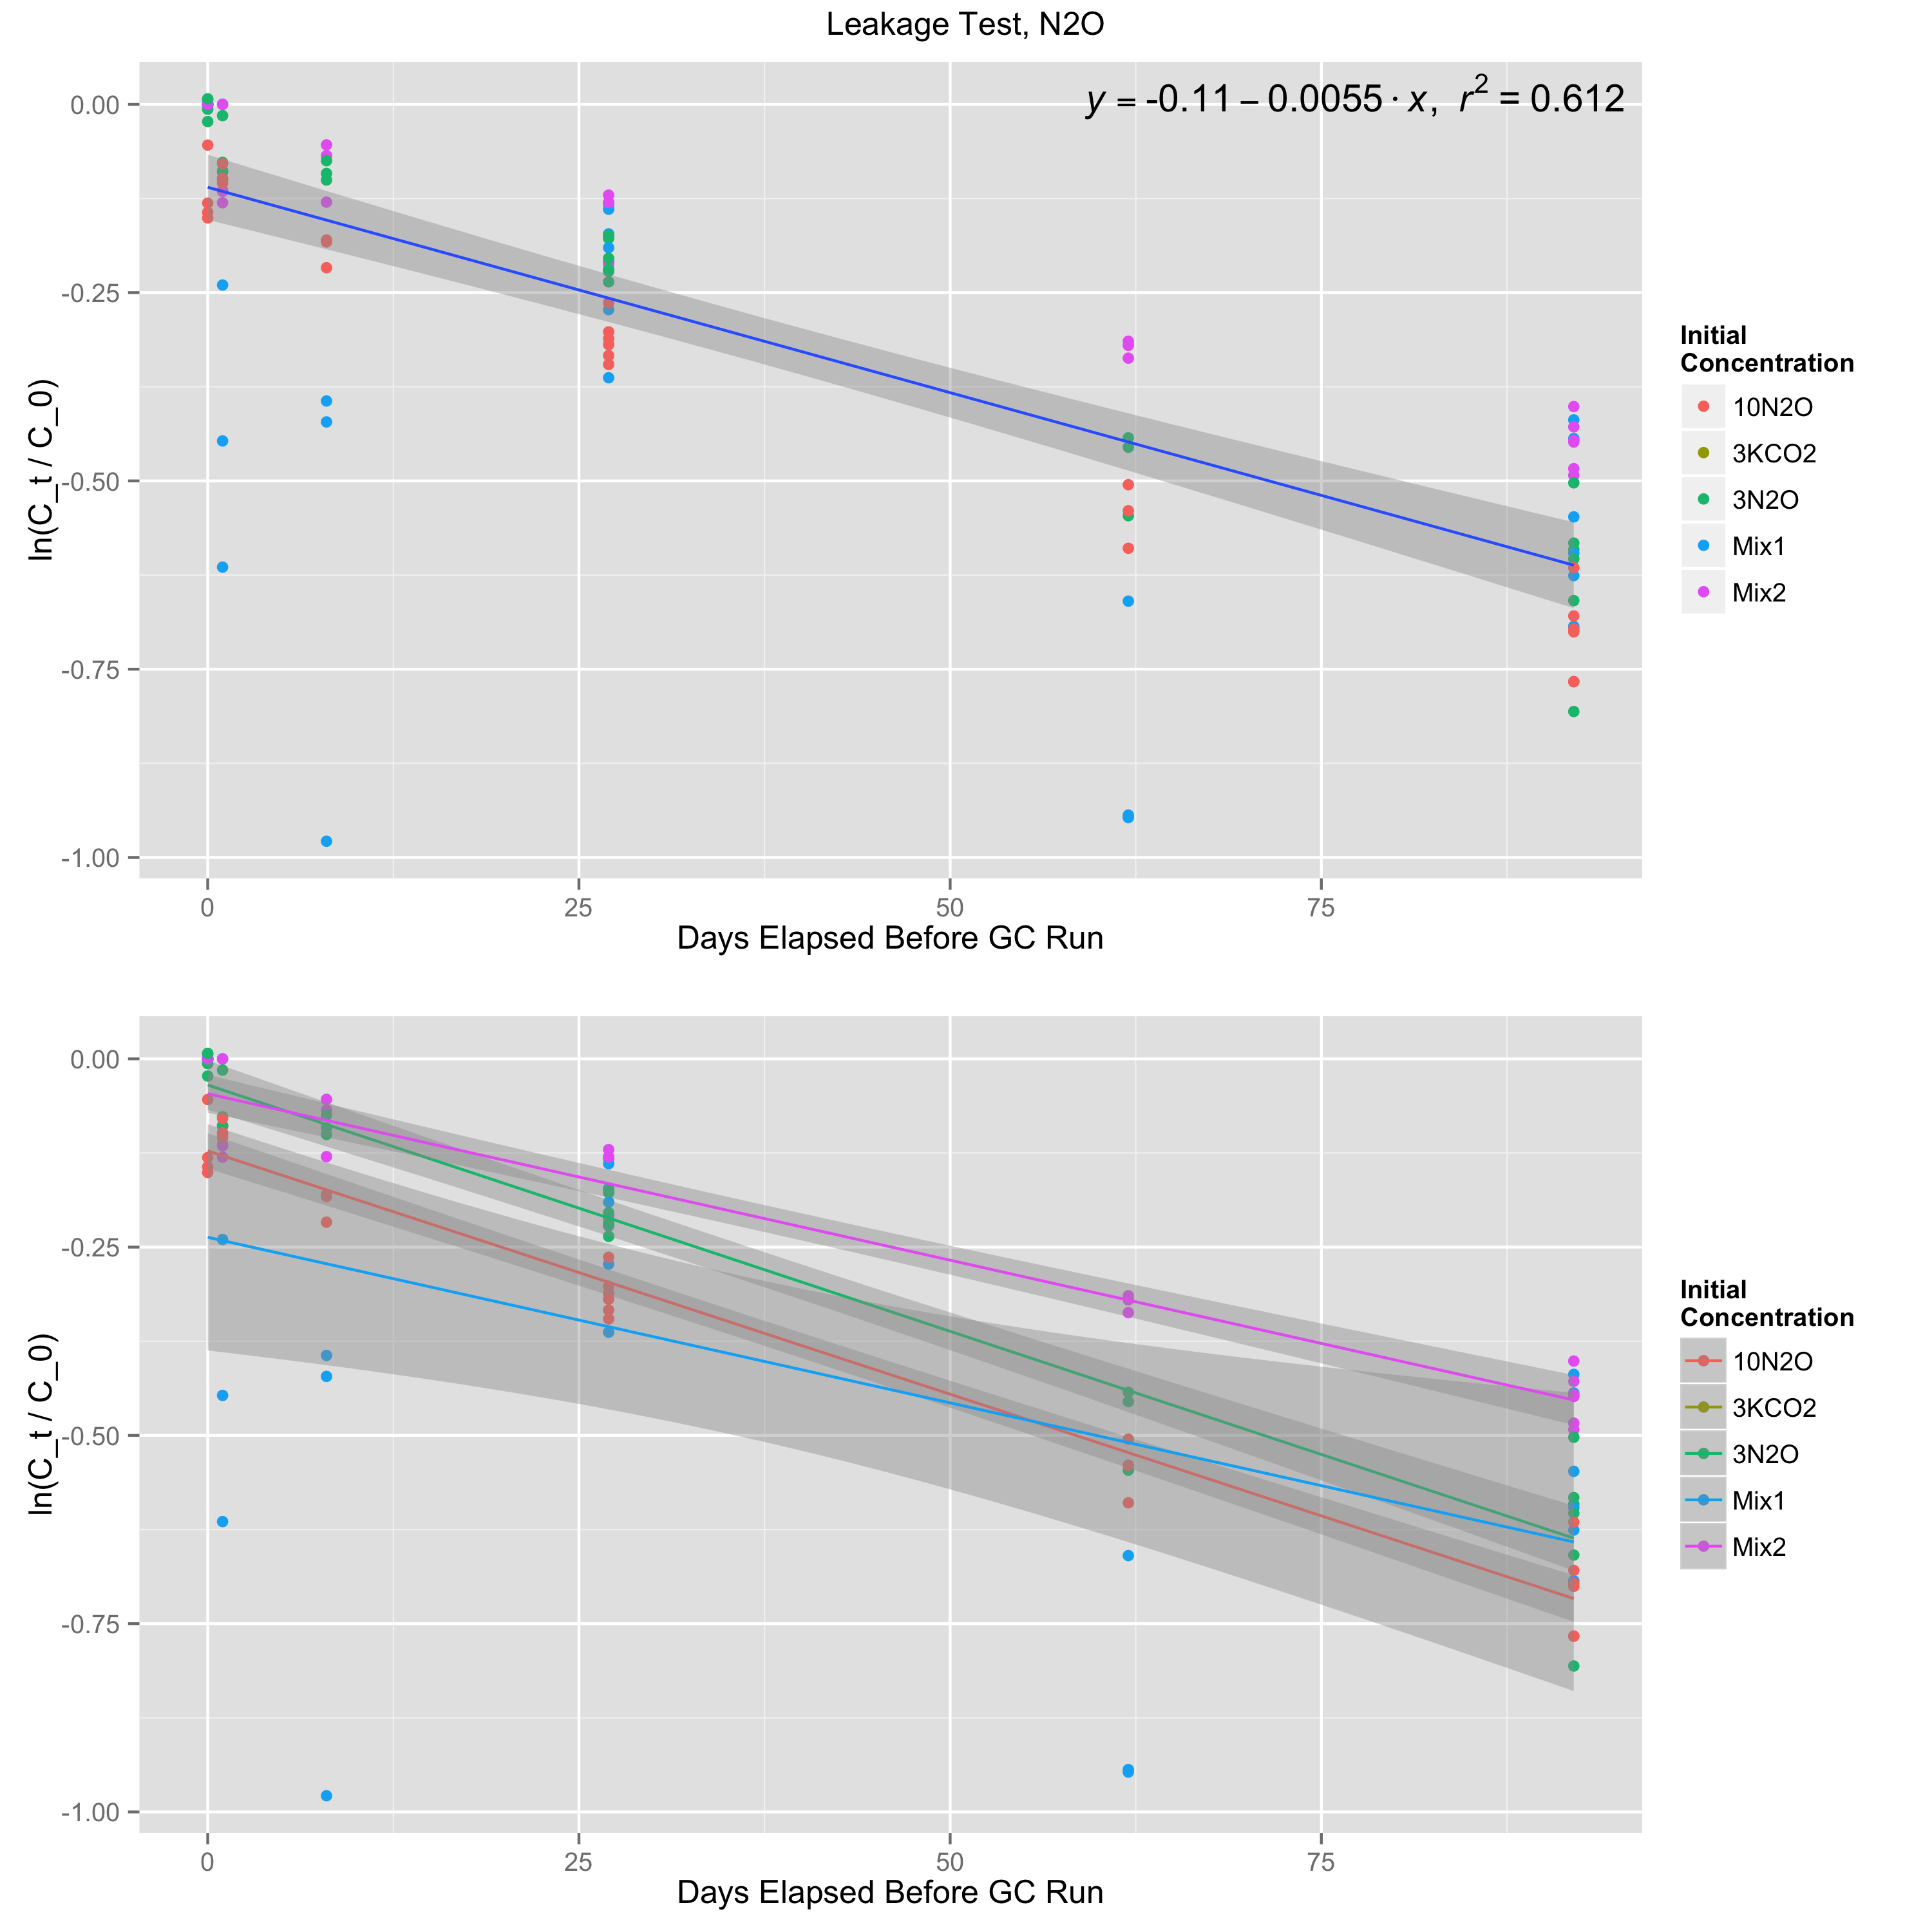 Leakage Test, N2O
y = -0.11 – 0.0055 · x, r² = 0.612
0.00
-0.25
-0.50
-0.75
-1.00
ln(C_t / C_0)
0 25 50 75
Days Elapsed Before GC Run
Initial
Concentration
10N2O
3KCO2
3N2O
Mix1
Mix2
0.00
-0.25
-0.50
-0.75
-1.00
ln(C_t / C_0)
0 25 50 75
Days Elapsed Before GC Run
Initial
Concentration
10N2O
3KCO2
3N2O
Mix1
Mix2